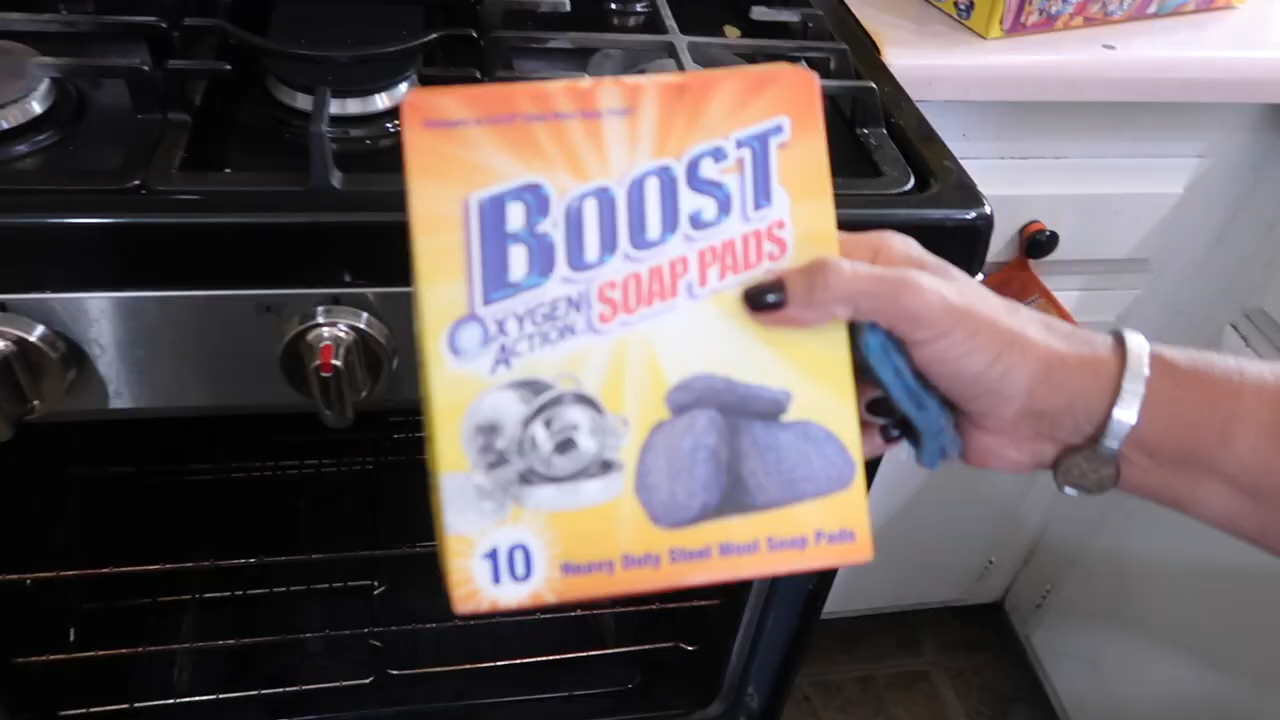 BOOST
OXYGEN ACTION SOAP PADS
10
Heavy Duty Steel Wool Soap Pads